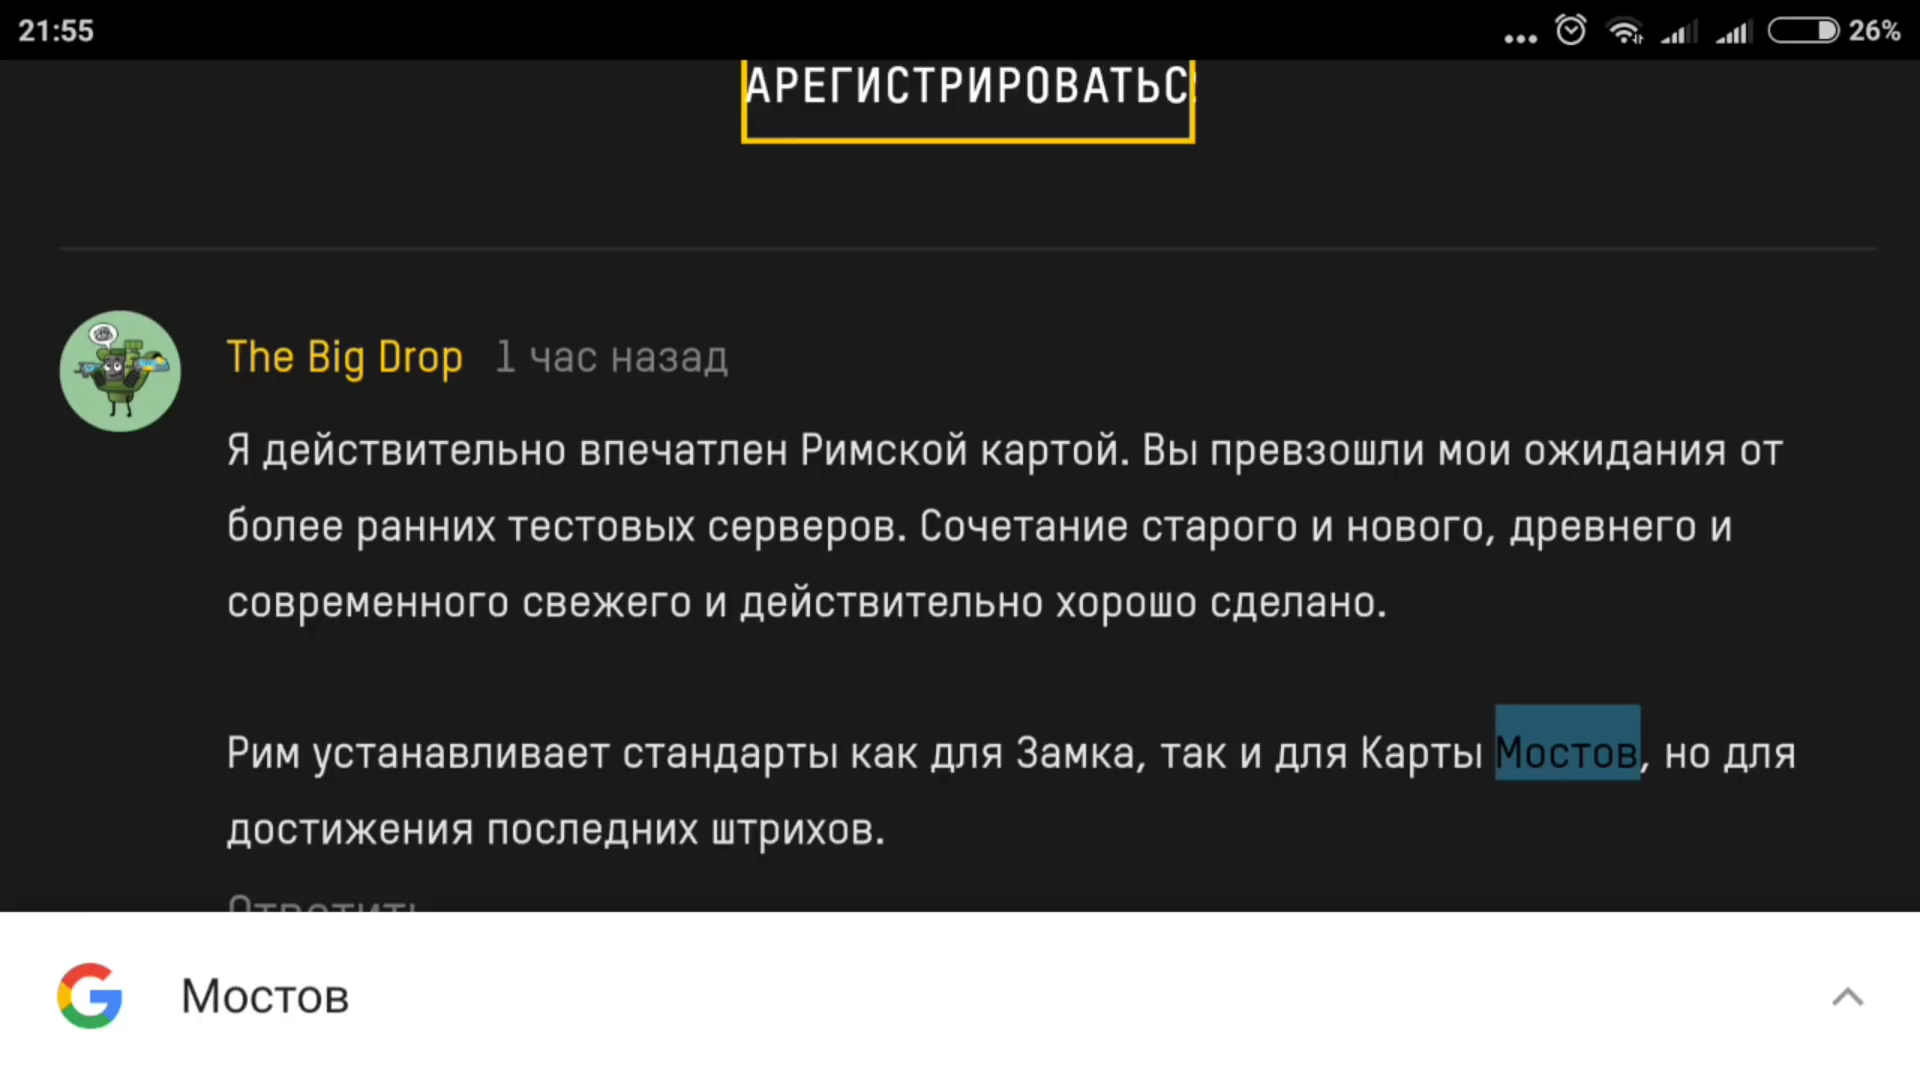 21:55
26%
АРЕГИСТРИРОВАТЬС
The Big Drop 1 час назад
Я действительно впечатлен Римской картой. Вы превзошли мои ожидания от
более ранних тестовых серверов. Сочетание старого и нового, древнего и
современного свежего и действительно хорошо сделано.
Рим устанавливает стандарты как для Замка, так и для Карты Мостов, но для
достижения последних штрихов.
Ответить
Мостов